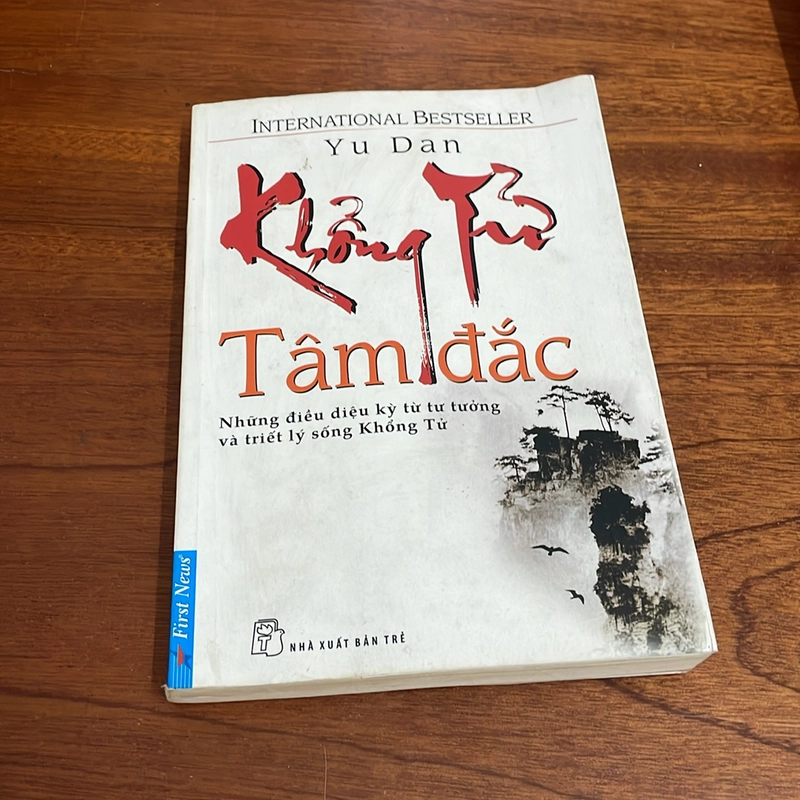 INTERNATIONAL BESTSELLER
Yu Dan
Khổng Tử
Tâm đắc
Những điều diệu kỳ từ tư tưởng
và triết lý sống Khổng Tử
First News
NHÀ XUẤT BẢN TRẺ